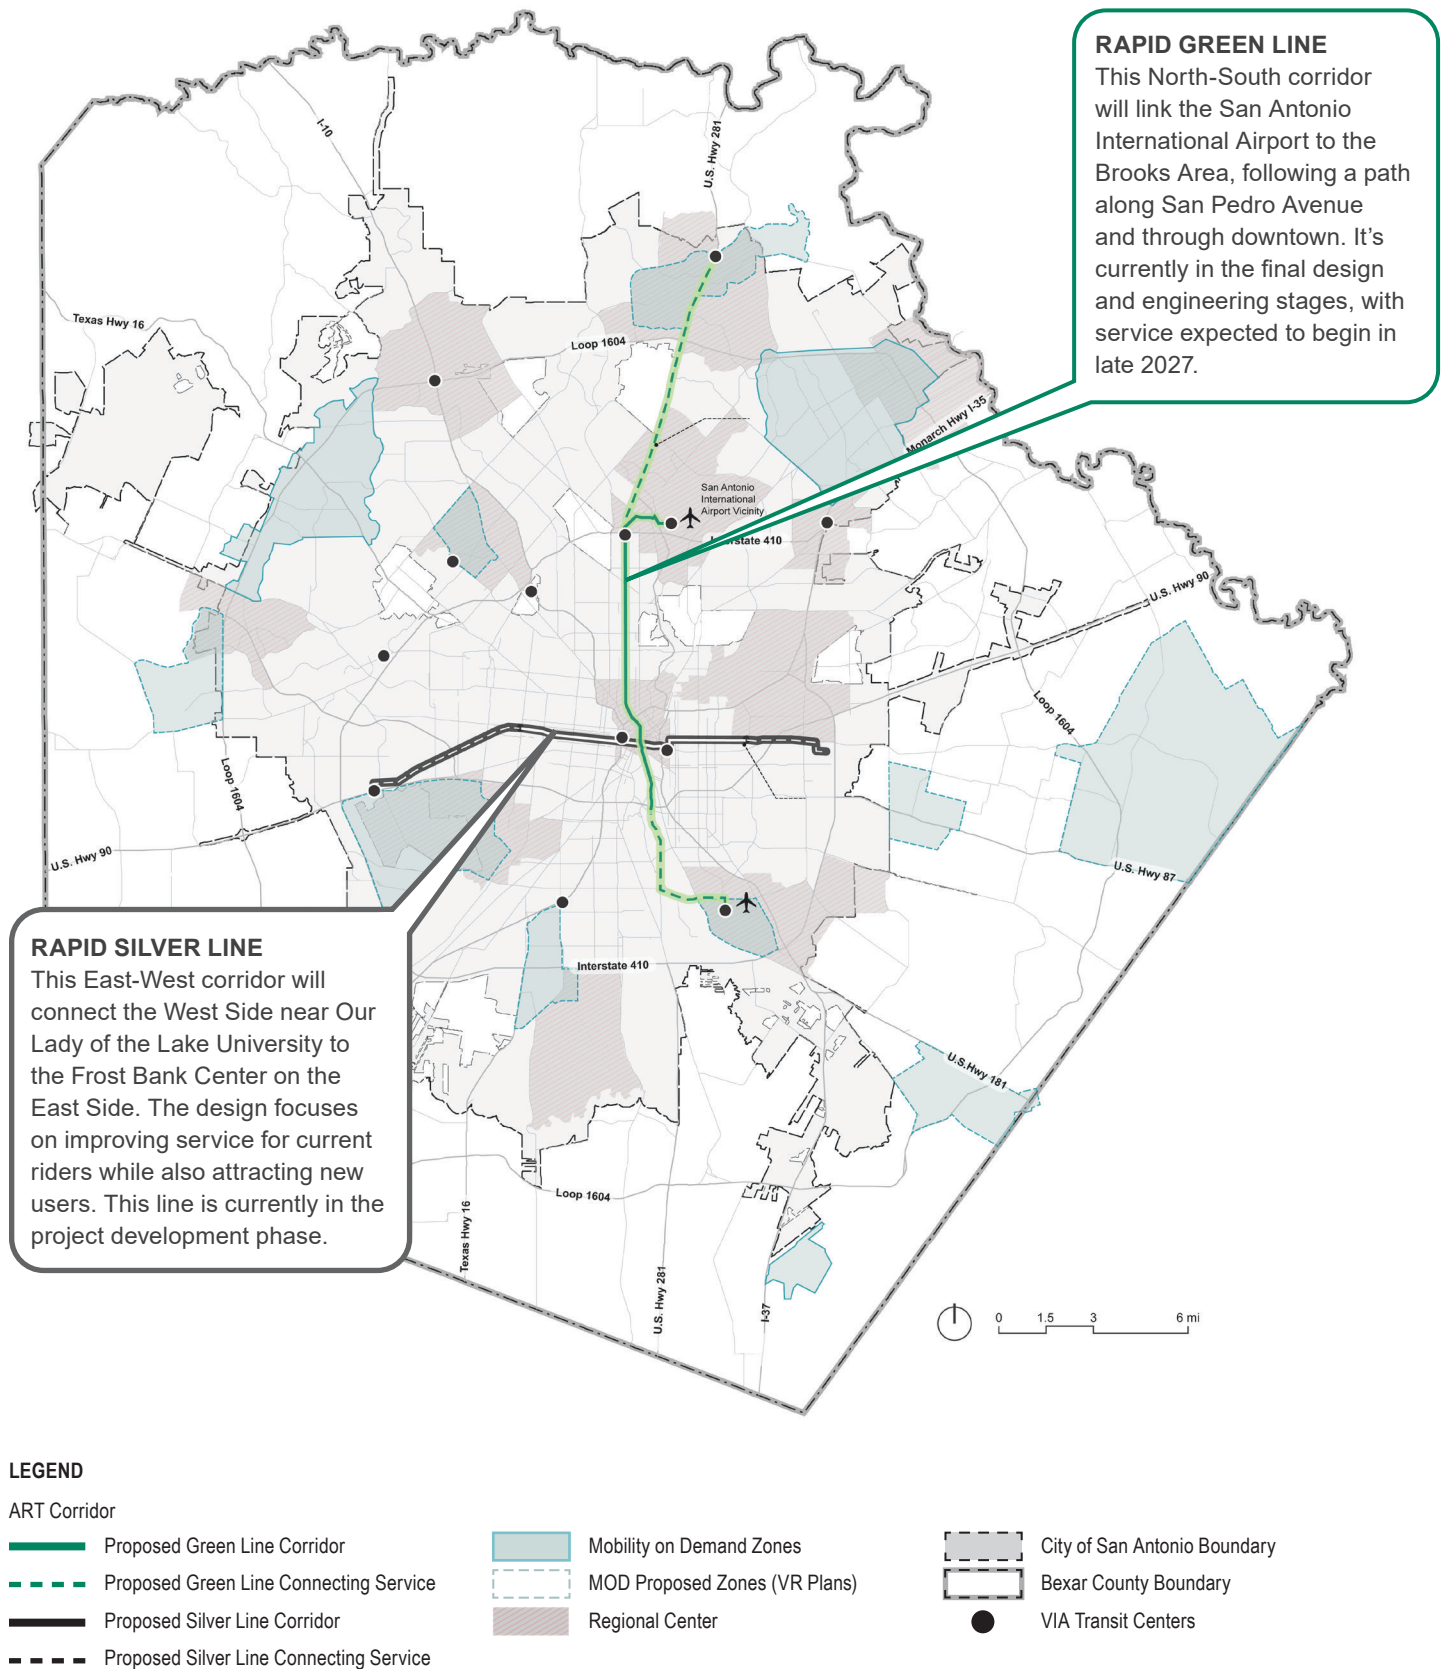 RAPID GREEN LINE
This North-South corridor
will link the San Antonio
International Airport to the
Brooks Area, following a path
along San Pedro Avenue
and through downtown. It’s
currently in the final design
and engineering stages, with
service expected to begin in
late 2027.
I-10
U.S. Hwy 281
Texas Hwy 16
Loop 1604
Monarch Hwy I-35
San Antonio
International
Airport Vicinity
Interstate 410
U.S. Hwy 90
Loop 1604
Loop 1604
U.S. Hwy 90
U.S. Hwy 87
RAPID SILVER LINE
This East-West corridor will
connect the West Side near Our
Lady of the Lake University to
the Frost Bank Center on the
East Side. The design focuses
on improving service for current
riders while also attracting new
users. This line is currently in the
project development phase.
Interstate 410
U.S.Hwy 181
Loop 1604
Texas Hwy 16
U.S. Hwy 281
I-37
0 1.5 3 6 mi
LEGEND
ART Corridor
Proposed Green Line Corridor
Proposed Green Line Connecting Service
Proposed Silver Line Corridor
Proposed Silver Line Connecting Service
Mobility on Demand Zones
MOD Proposed Zones (VR Plans)
Regional Center
City of San Antonio Boundary
Bexar County Boundary
VIA Transit Centers